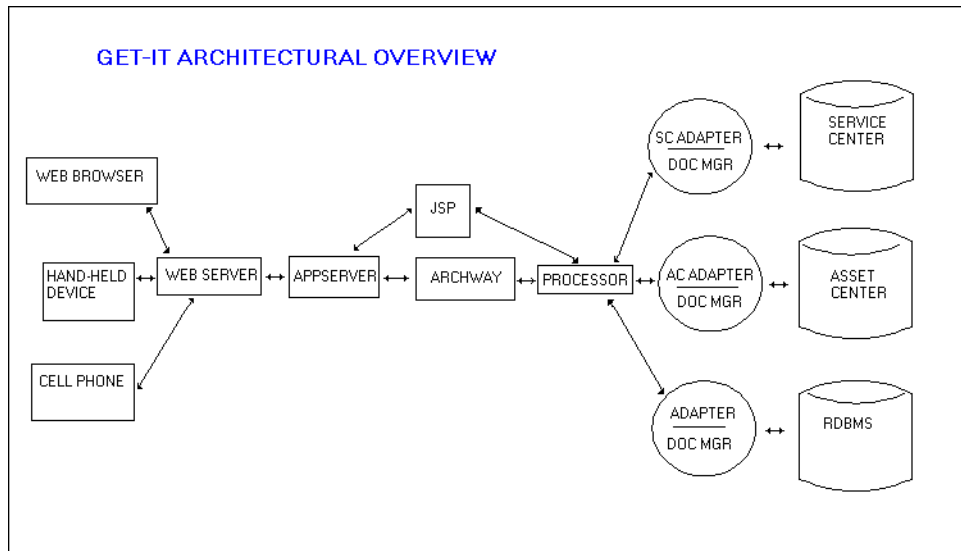 GET-IT ARCHITECTURAL OVERVIEW
WEB BROWSER
HAND-HELD
DEVICE
CELL PHONE
WEB SERVER
APPSERVER
JSP
ARCHWAY
PROCESSOR
SC ADAPTER
DOC MGR
SERVICE
CENTER
AC ADAPTER
DOC MGR
ASSET
CENTER
ADAPTER
DOC MGR
RDBMS